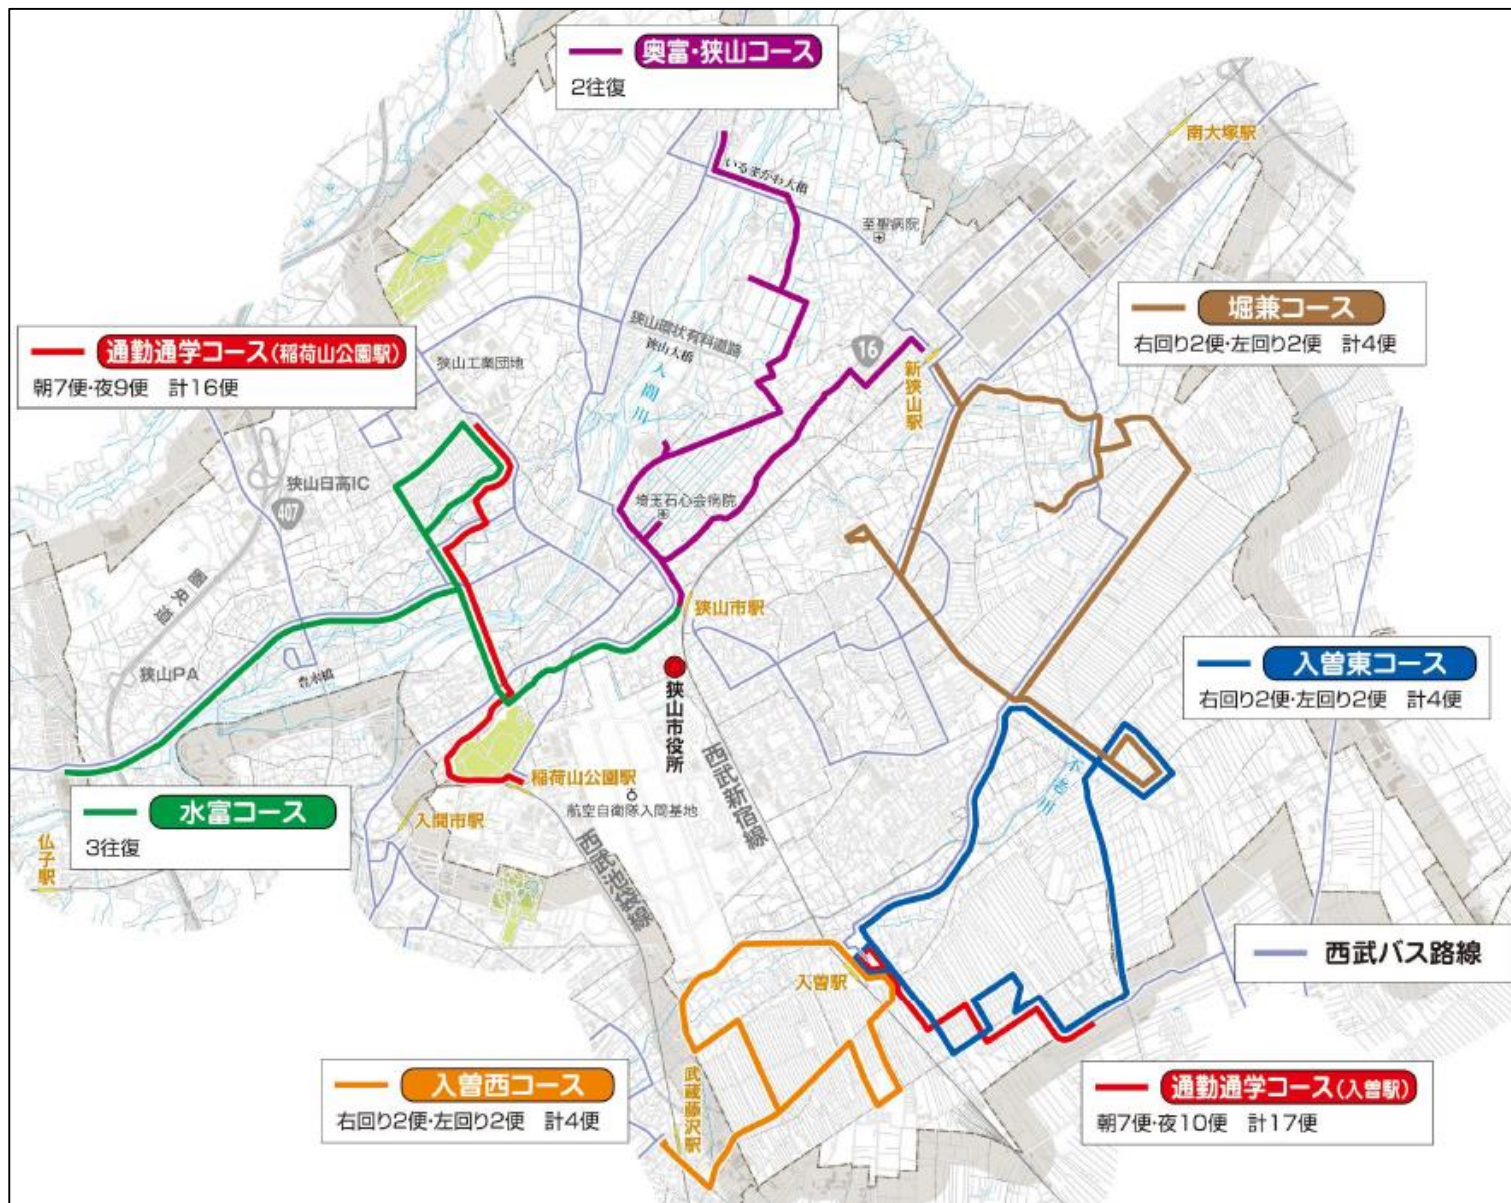 奥富・狭山コース
2往復
南大塚駅
いるまがわ大橋
至聖病院
堀兼コース
右回り2便・左回り2便 計4便
通勤通学コース(稲荷山公園駅)
朝7便・夜9便 計16便
狭山環状有料道路
狭山大橋
入間川
16
新狭山駅
狭山工業団地
狭山日高IC
407
埼玉石心会病院
圏央道
狭山市駅
狭山PA
豊水橋
狭山市役所
入曽東コース
右回り2便・左回り2便 計4便
西武新宿線
不老川
稲荷山公園駅
航空自衛隊入間基地
水富コース
3往復
入間市駅
仏子駅
西武池袋線
西武バス路線
入曽駅
入曽西コース
右回り2便・左回り2便 計4便
武蔵藤沢駅
通勤通学コース(入曽駅)
朝7便・夜10便 計17便